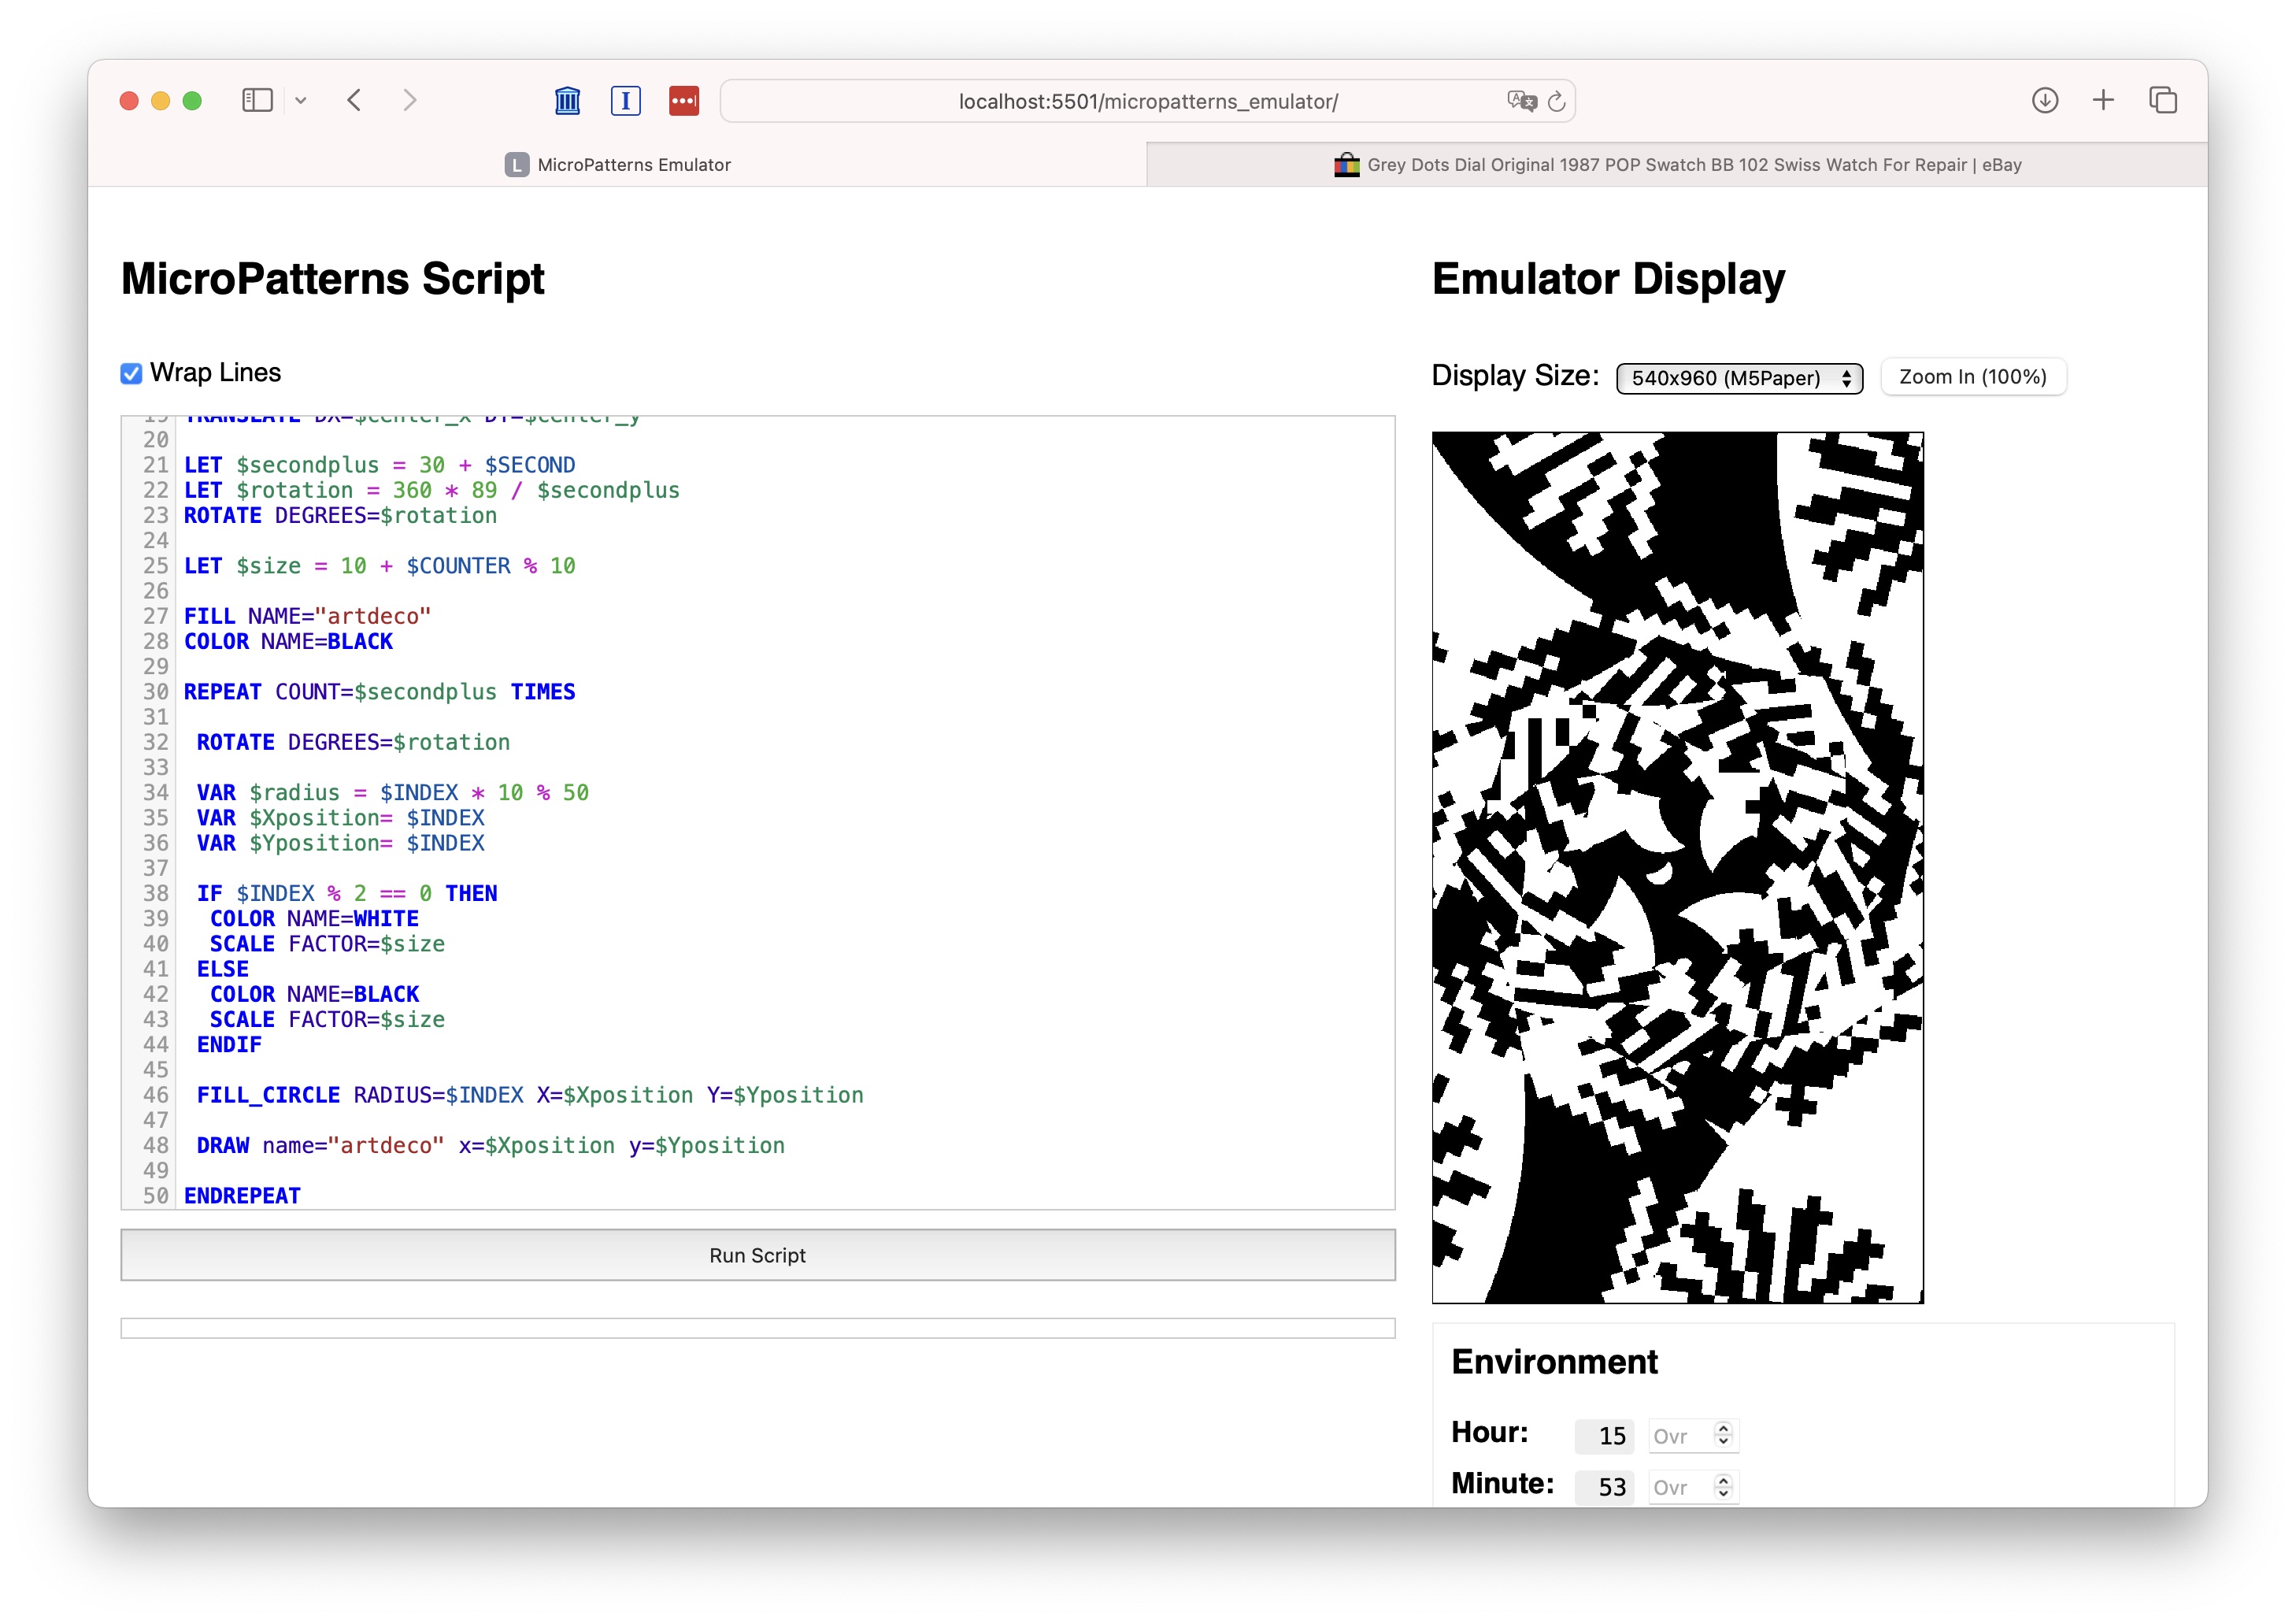 localhost:5501/micropatterns_emulator/
L MicroPatterns Emulator
Grey Dots Dial Original 1987 POP Swatch BB 102 Swiss Watch For Repair | eBay
MicroPatterns Script
Wrap Lines
19 TRANSLATE DX=$center_x DY=$center_y
20
21 LET $secondplus = 30 + $SECOND
22 LET $rotation = 360 * 89 / $secondplus
23 ROTATE DEGREES=$rotation
24
25 LET $size = 10 + $COUNTER % 10
26
27 FILL NAME="artdeco"
28 COLOR NAME=BLACK
29
30 REPEAT COUNT=$secondplus TIMES
31
32 ROTATE DEGREES=$rotation
33
34 VAR $radius = $INDEX * 10 % 50
35 VAR $Xposition= $INDEX
36 VAR $Yposition= $INDEX
37
38 IF $INDEX % 2 == 0 THEN
39 COLOR NAME=WHITE
40 SCALE FACTOR=$size
41 ELSE
42 COLOR NAME=BLACK
43 SCALE FACTOR=$size
44 ENDIF
45
46 FILL_CIRCLE RADIUS=$INDEX X=$Xposition Y=$Yposition
47
48 DRAW name="artdeco" x=$Xposition y=$Yposition
49
50 ENDREPEAT
Run Script
Emulator Display
Display Size: 540x960 (M5Paper) Zoom In (100%)
Environment
Hour: 15 Ovr
Minute: 53 Ovr